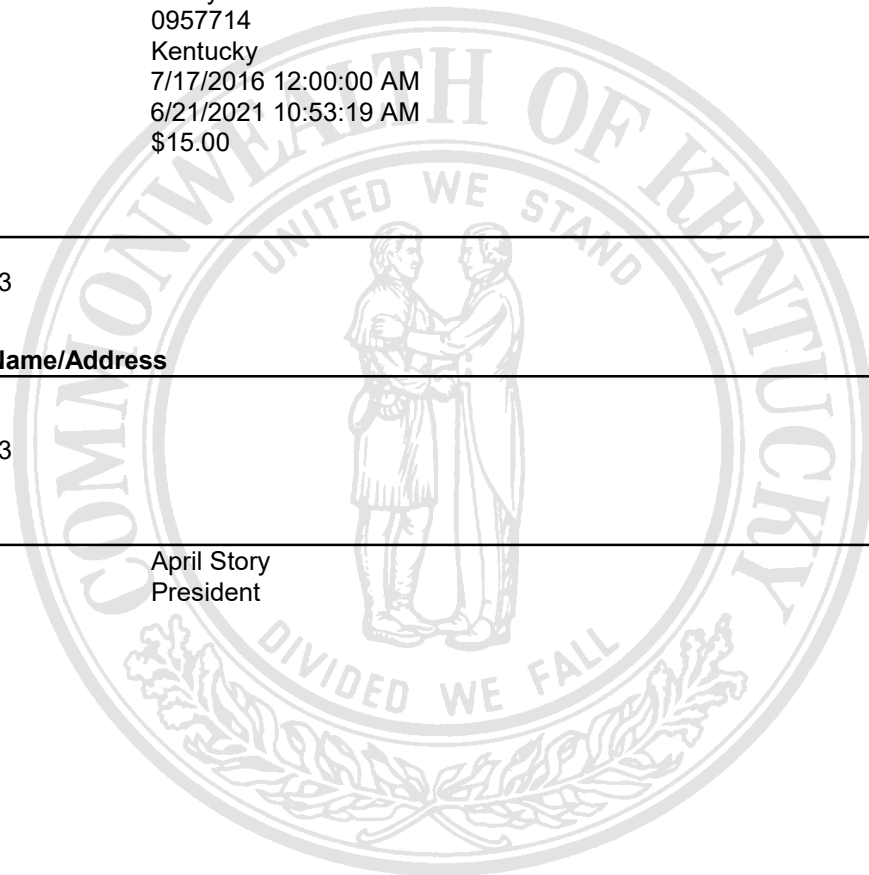 0957714
Kentucky
7/17/2016 12:00:00 AM
6/21/2021 10:53:19 AM
$15.00
COMMONWEALTH OF KENTUCKY
UNITED WE STAND
3
Name/Address
3
April Story
President
DIVIDED WE FALL